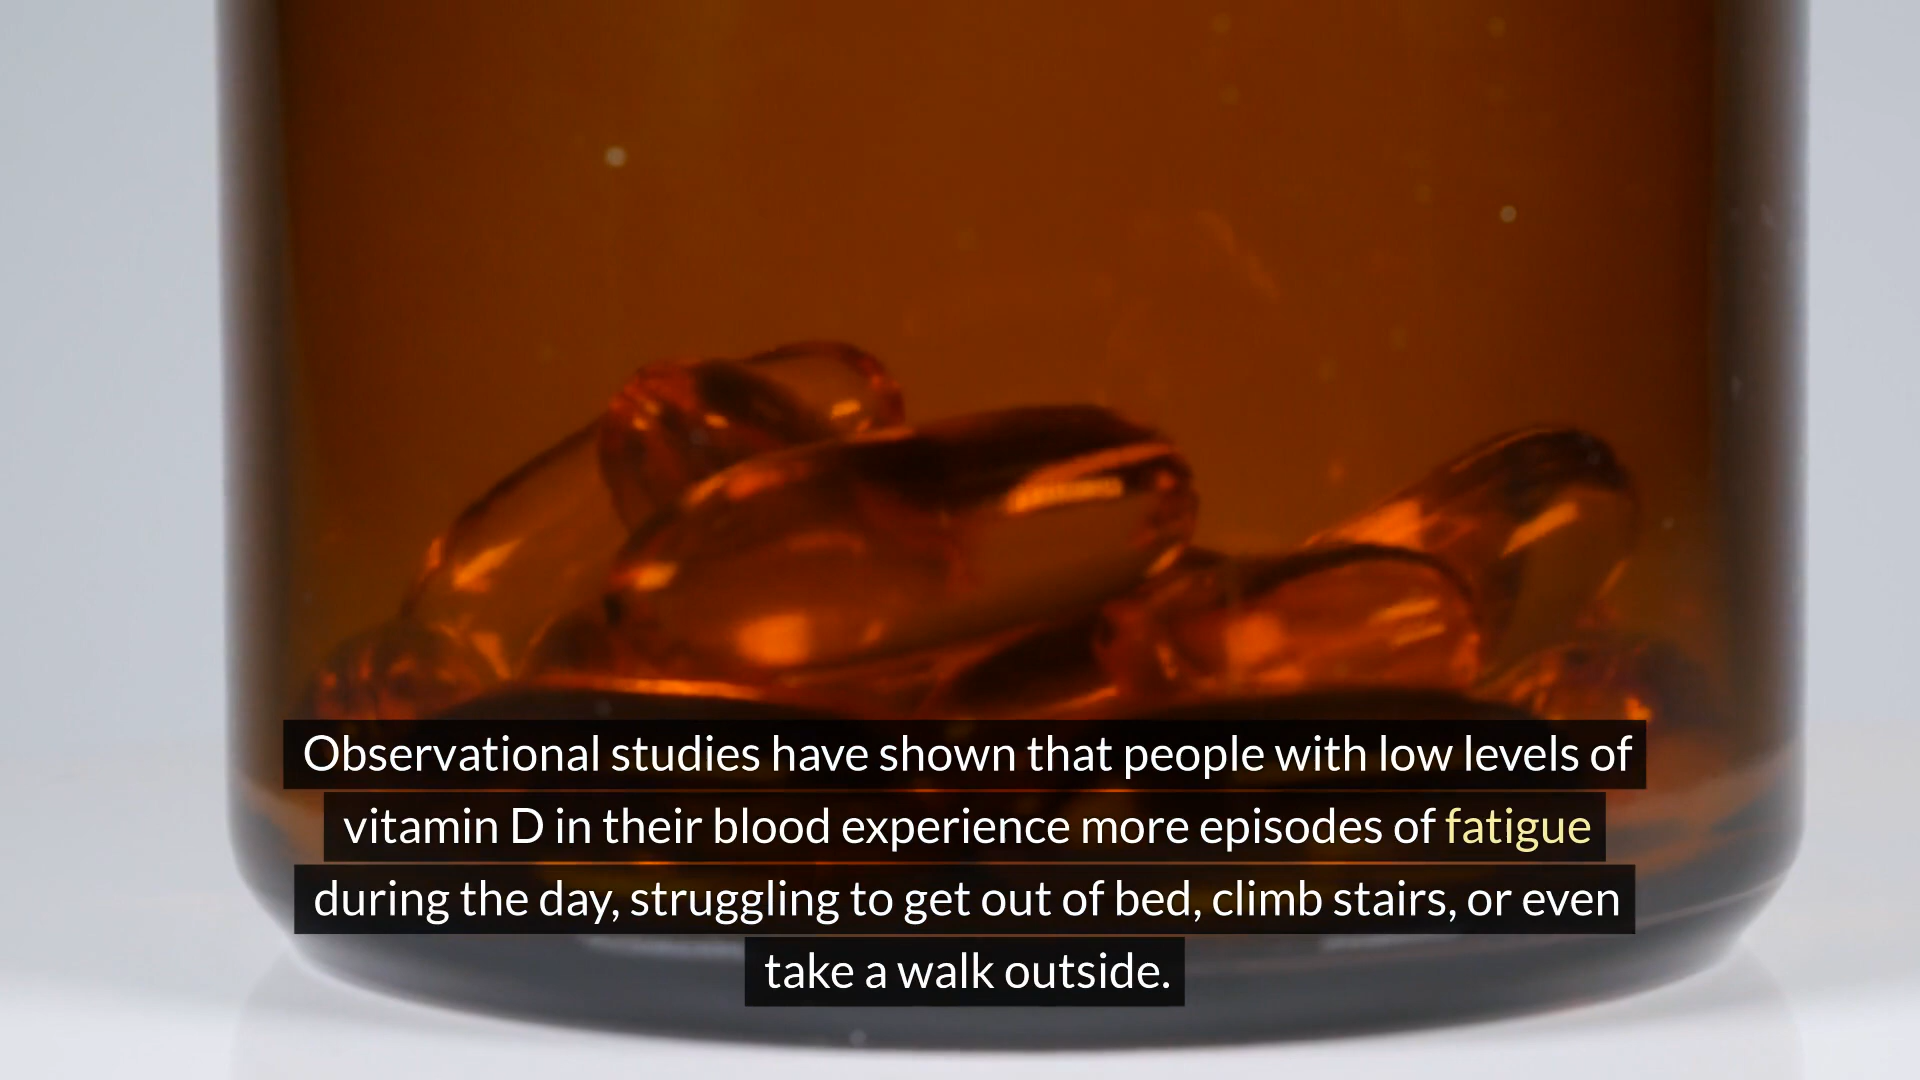 Observational studies have shown that people with low levels of
vitamin D in their blood experience more episodes of fatigue
during the day, struggling to get out of bed, climb stairs, or even
take a walk outside.